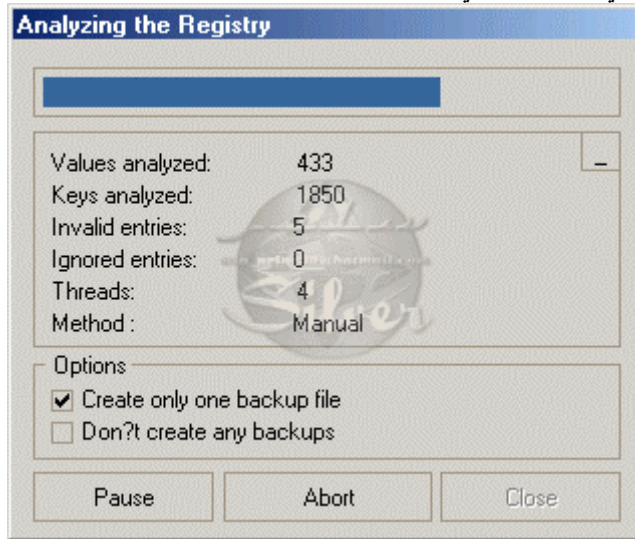 Analyzing the Registry
Values analyzed: 433
Keys analyzed: 1850
Invalid entries: 5
Ignored entries: 0
Threads: 4
Method : Manual
Options
Create only one backup file
Don?t create any backups
Pause Abort Close
Silver